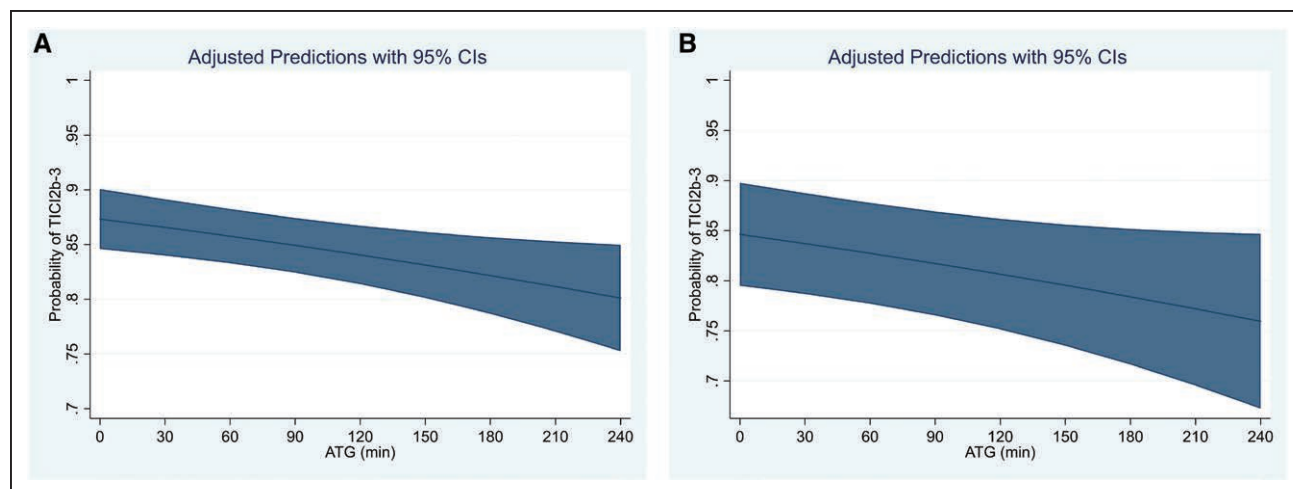 A
Adjusted Predictions with 95% CIs
Probability of TICI2b-3
1
.95
.9
.85
.8
.75
.7
0 30 60 90 120 150 180 210 240
ATG (min)
B
Adjusted Predictions with 95% CIs
Probability of TICI2b-3
1
.95
.9
.85
.8
.75
.7
0 30 60 90 120 150 180 210 240
ATG (min)